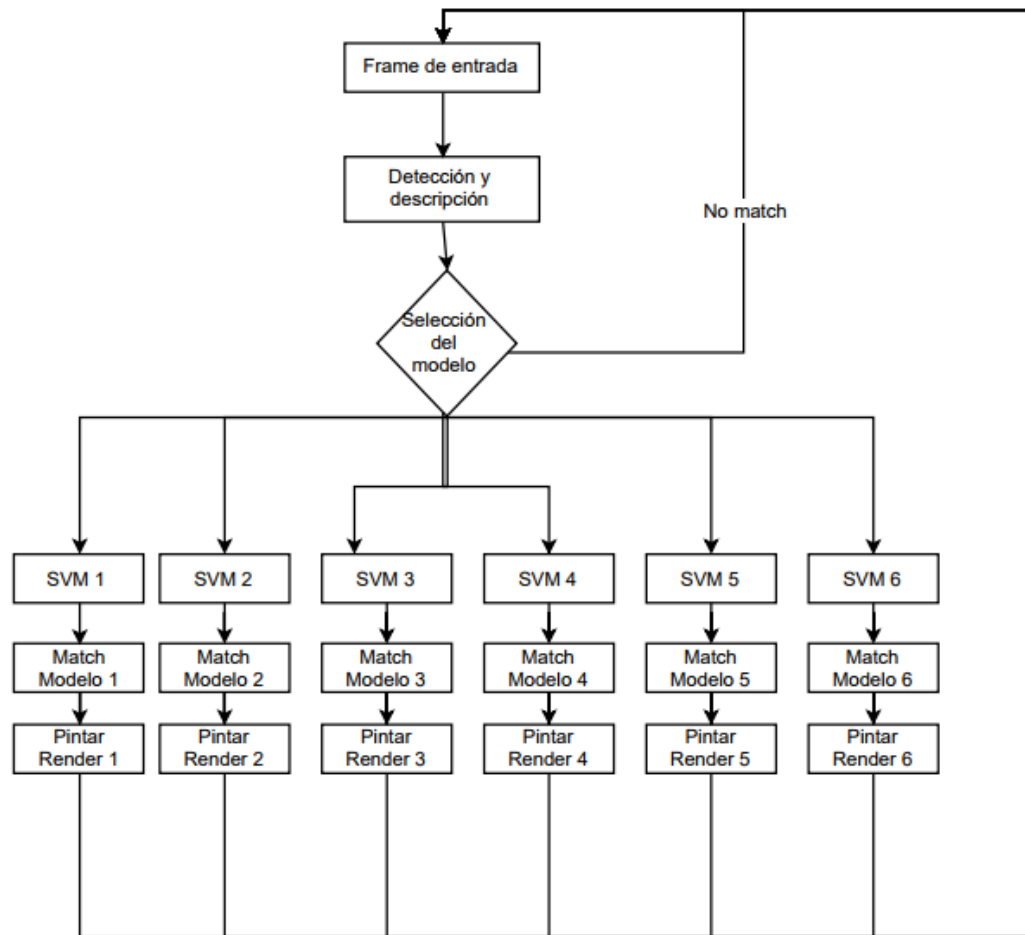 Frame de entrada
Detección y
descripción
No match
Selección
del
modelo
SVM 1
SVM 2
SVM 3
SVM 4
SVM 5
SVM 6
Match
Modelo 1
Match
Modelo 2
Match
Modelo 3
Match
Modelo 4
Match
Modelo 5
Match
Modelo 6
Pintar
Render 1
Pintar
Render 2
Pintar
Render 3
Pintar
Render 4
Pintar
Render 5
Pintar
Render 6